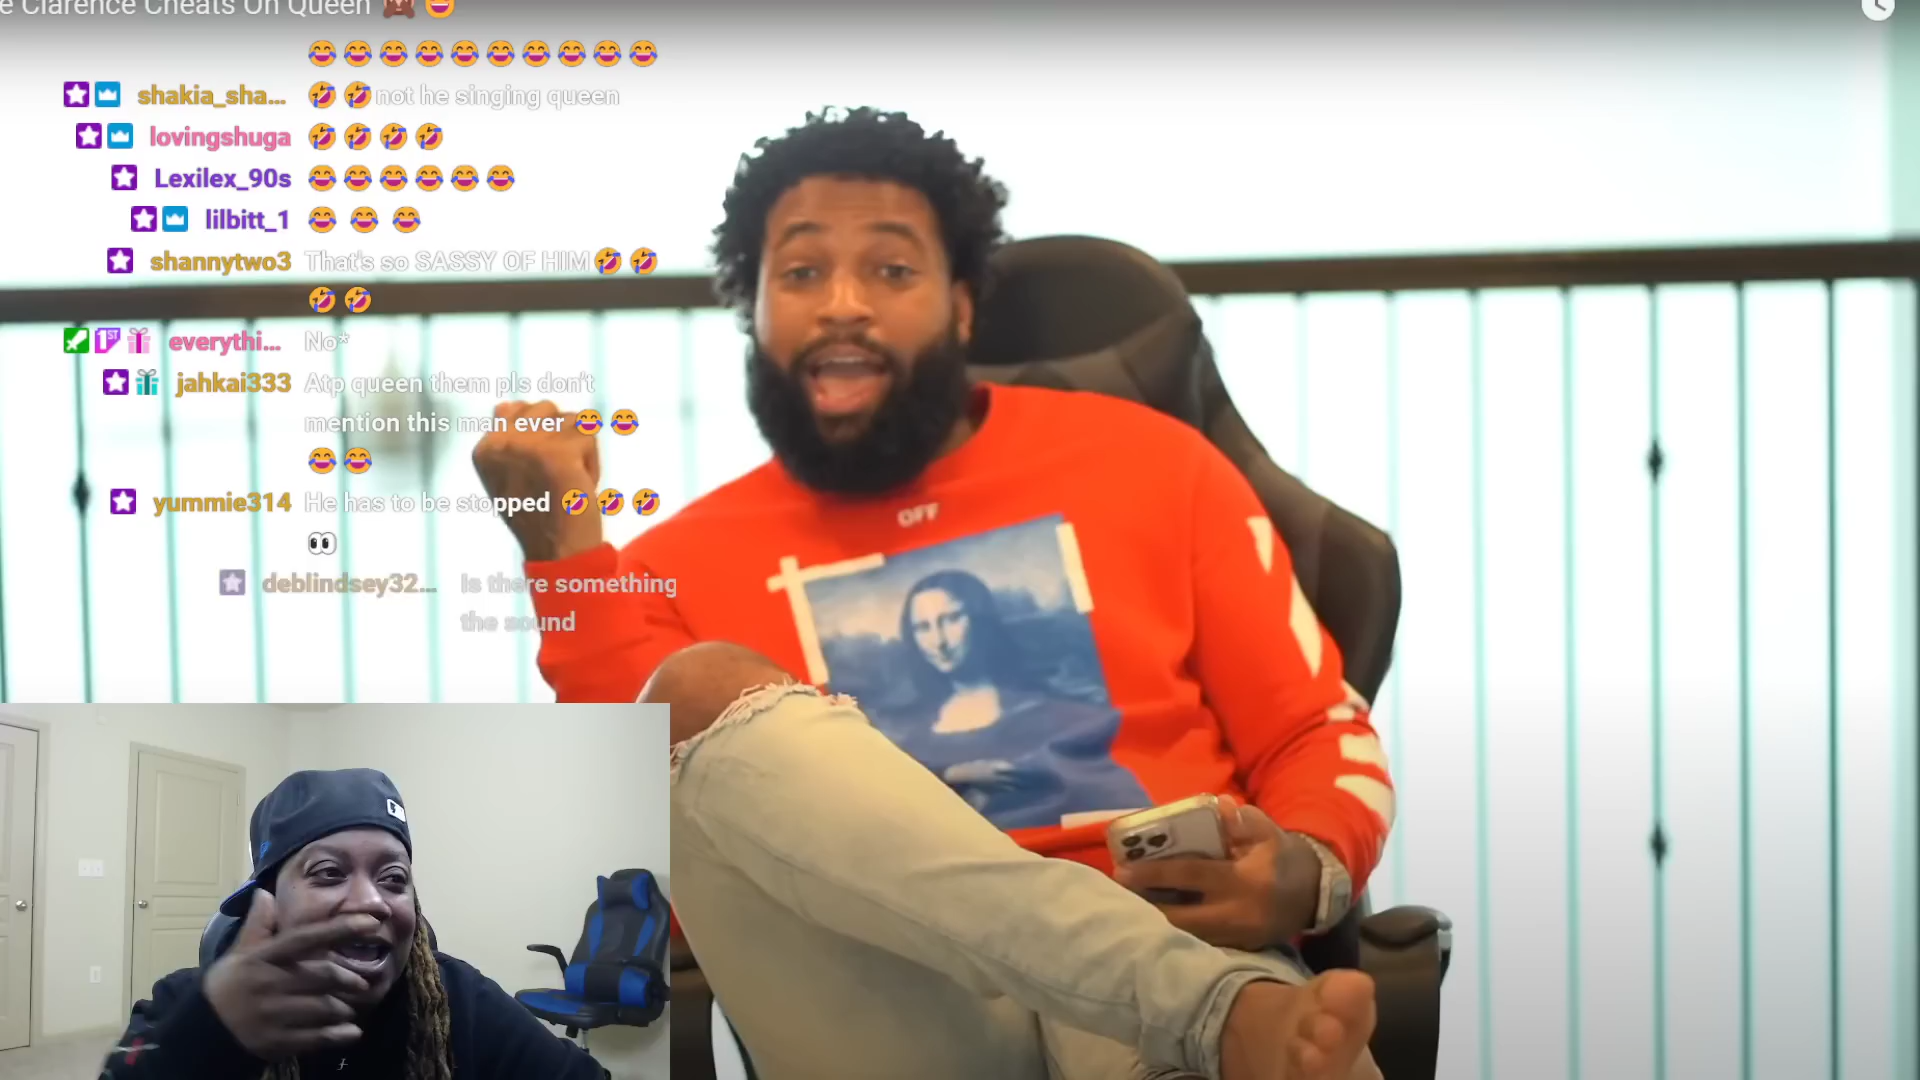 e Clarence Cheats On Queen 🙈 😆
😂 😂 😂 😂 😂 😂 😂 😂 😂 😂
shakia_sha... 🤣 🤣 not he singing queen
lovingshuga 🤣 🤣 🤣 🤣
Lexilex_90s 😂 😂 😂 😂 😂 😂
lilbitt_1 😂 😂 😂
shannytwo3 That's so SASSY OF HIM 🤣 🤣
🤣 🤣
1ST everythi... No*
jahkai333 Atp queen them pls don't
mention this man ever 😂 😂
😂 😂
yummie314 He has to be stopped 🤣 🤣 🤣
👀
deblindsey32... Is there something
the sound
OFF